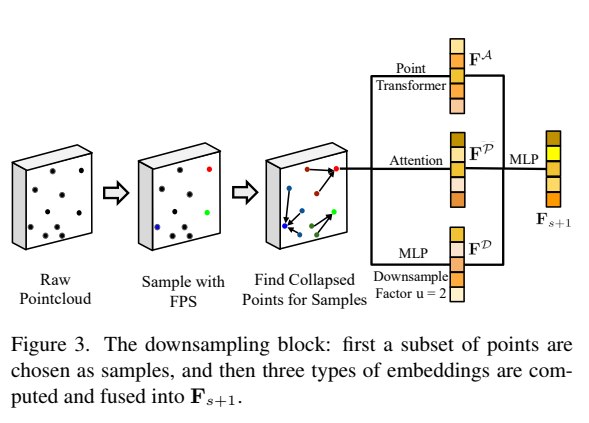 Point
Transformer
F^A
Attention
F^P
MLP
F_{s+1}
MLP
F^D
Downsample
Factor u = 2
Raw
Pointcloud
Sample with
FPS
Find Collapsed
Points for Samples
Figure 3. The downsampling block: first a subset of points are
chosen as samples, and then three types of embeddings are com-
puted and fused into F_{s+1}.